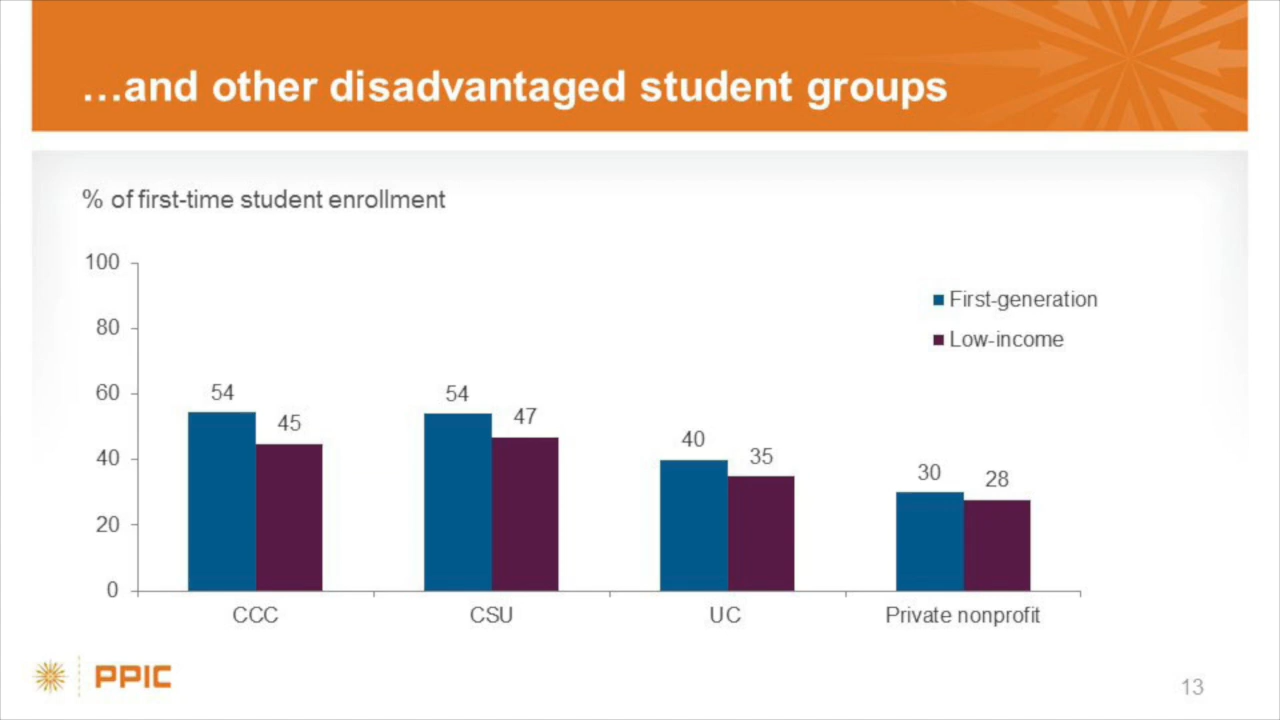 ...and other disadvantaged student groups
% of first-time student enrollment
100
80
60
40
20
0
First-generation
Low-income
54
45
54
47
40
35
30
28
CCC
CSU
UC
Private nonprofit
PPIC
13